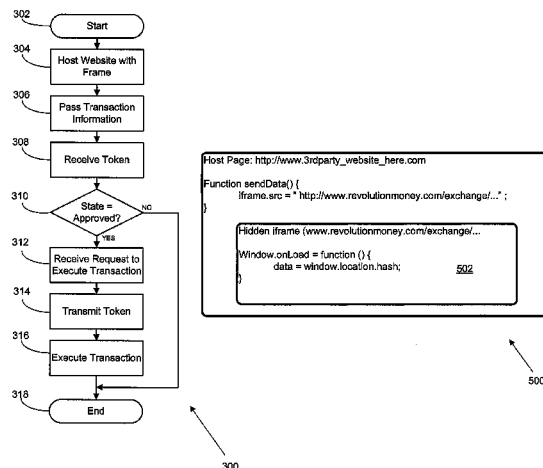 302
Start
304
Host Website with
Frame
306
Pass Transaction
Information
308
Receive Token
310
State =
Approved?
NO
YES
312
Receive Request to
Execute Transaction
314
Transmit Token
316
Execute Transaction
318
End
300
Host Page: http://www.3rdparty_website_here.com
Function sendData() {
iframe.src = " http://www.revolutionmoney.com/exchange/..." ;
}
Hidden iframe (www.revolutionmoney.com/exchange/...
Window.onLoad = function () {
data = window.location.hash;
502
}
500